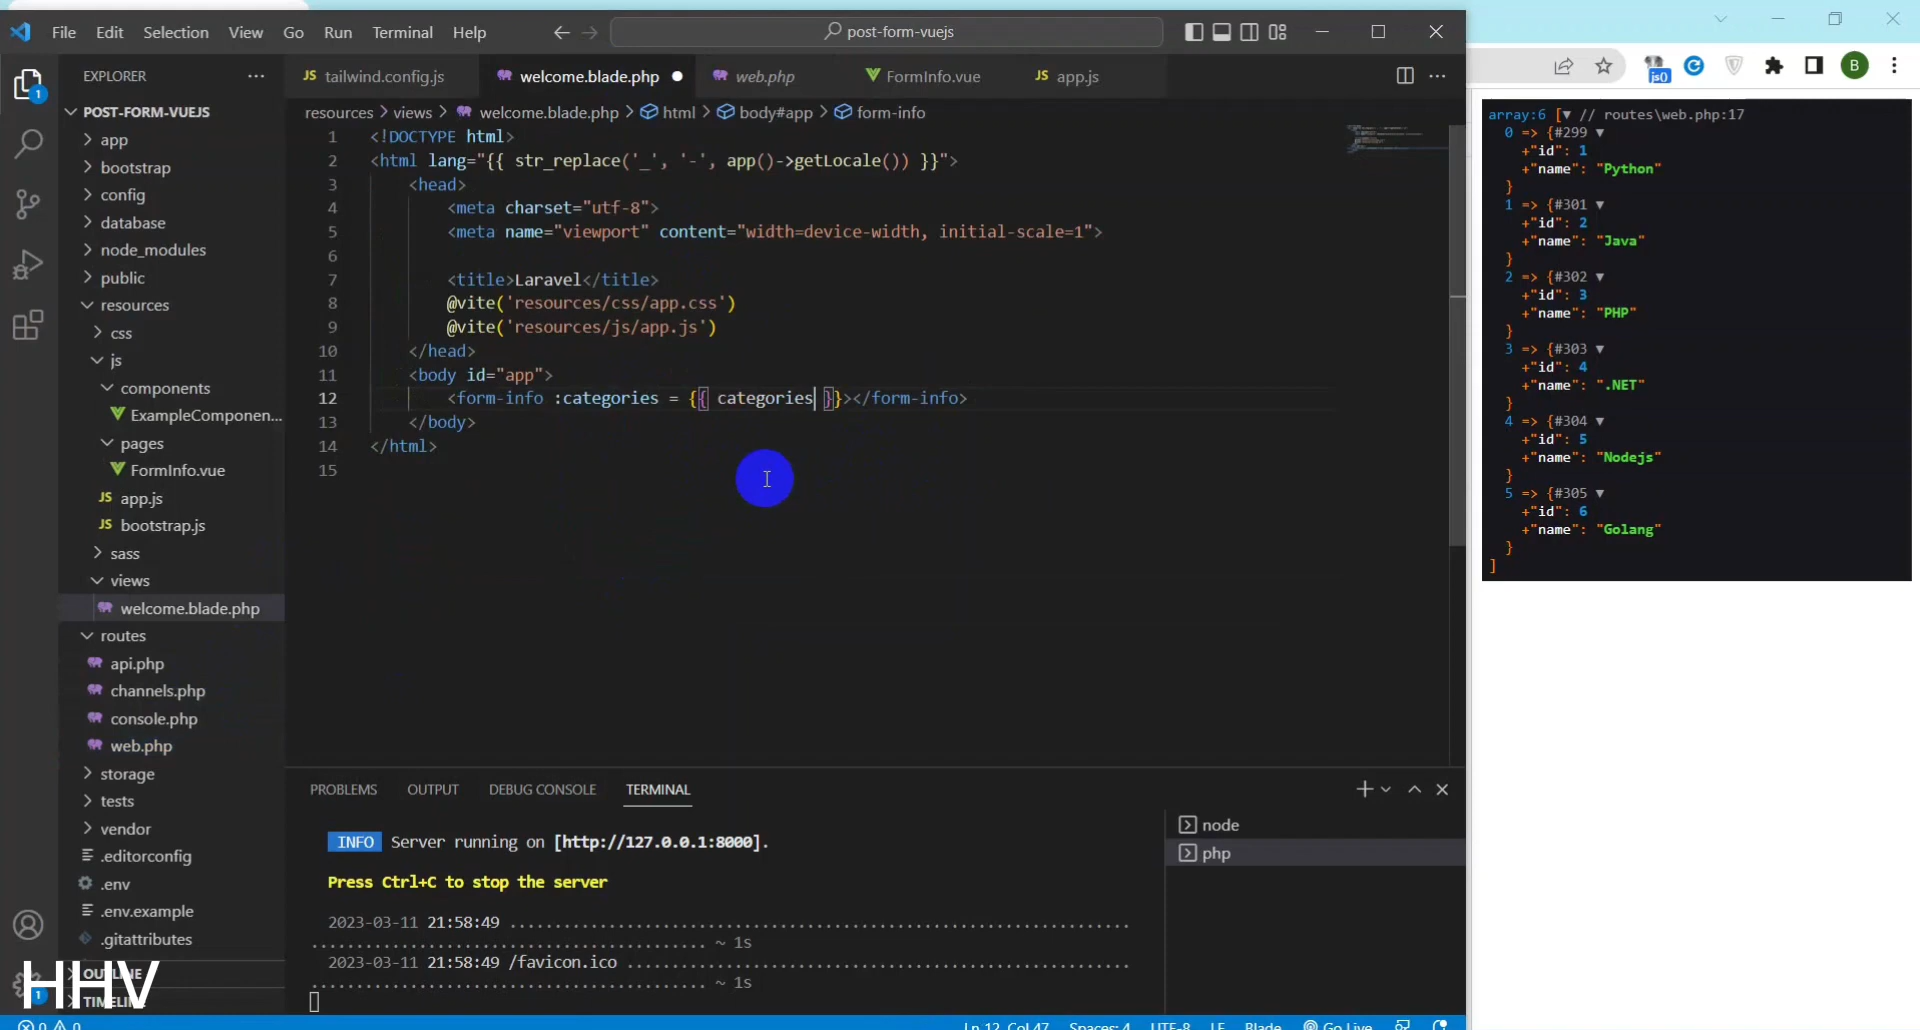 File Edit Selection View Go Run Terminal Help
post-form-vuejs
EXPLORER
JS tailwind.config.js
welcome.blade.php
web.php
FormInfo.vue
JS app.js
resources > views > welcome.blade.php > html > body#app > form-info
POST-FORM-VUEJS
app
bootstrap
config
database
node_modules
public
resources
css
js
components
ExampleComponen...
pages
FormInfo.vue
JS app.js
JS bootstrap.js
sass
views
welcome.blade.php
routes
api.php
channels.php
console.php
web.php
storage
tests
vendor
.editorconfig
.env
.env.example
.gitattributes
OUTLINE
HHV
1 <!DOCTYPE html>
2 <html lang="{{ str_replace('_', '-', app()->getLocale()) }}">
3 <head>
4 <meta charset="utf-8">
5 <meta name="viewport" content="width=device-width, initial-scale=1">
6
7 <title>Laravel</title>
8 @vite('resources/css/app.css')
9 @vite('resources/js/app.js')
10 </head>
11 <body id="app">
12 <form-info :categories = {{ categories }}></form-info>
13 </body>
14 </html>
15
PROBLEMS OUTPUT DEBUG CONSOLE TERMINAL
INFO Server running on [http://127.0.0.1:8000].
Press Ctrl+C to stop the server
2023-03-11 21:58:49 ~ 1s
2023-03-11 21:58:49 /favicon.ico ~ 1s
node
php
Ln 12, Col 47 Spaces: 4 UTF-8 LF Blade Go Live
B
js()
array:6 [▼ // routes\web.php:17
0 => {#299 ▼
+"id": 1
+"name": "Python"
}
1 => {#301 ▼
+"id": 2
+"name": "Java"
}
2 => {#302 ▼
+"id": 3
+"name": "PHP"
}
3 => {#303 ▼
+"id": 4
+"name": ".NET"
}
4 => {#304 ▼
+"id": 5
+"name": "Nodejs"
}
5 => {#305 ▼
+"id": 6
+"name": "Golang"
}
]